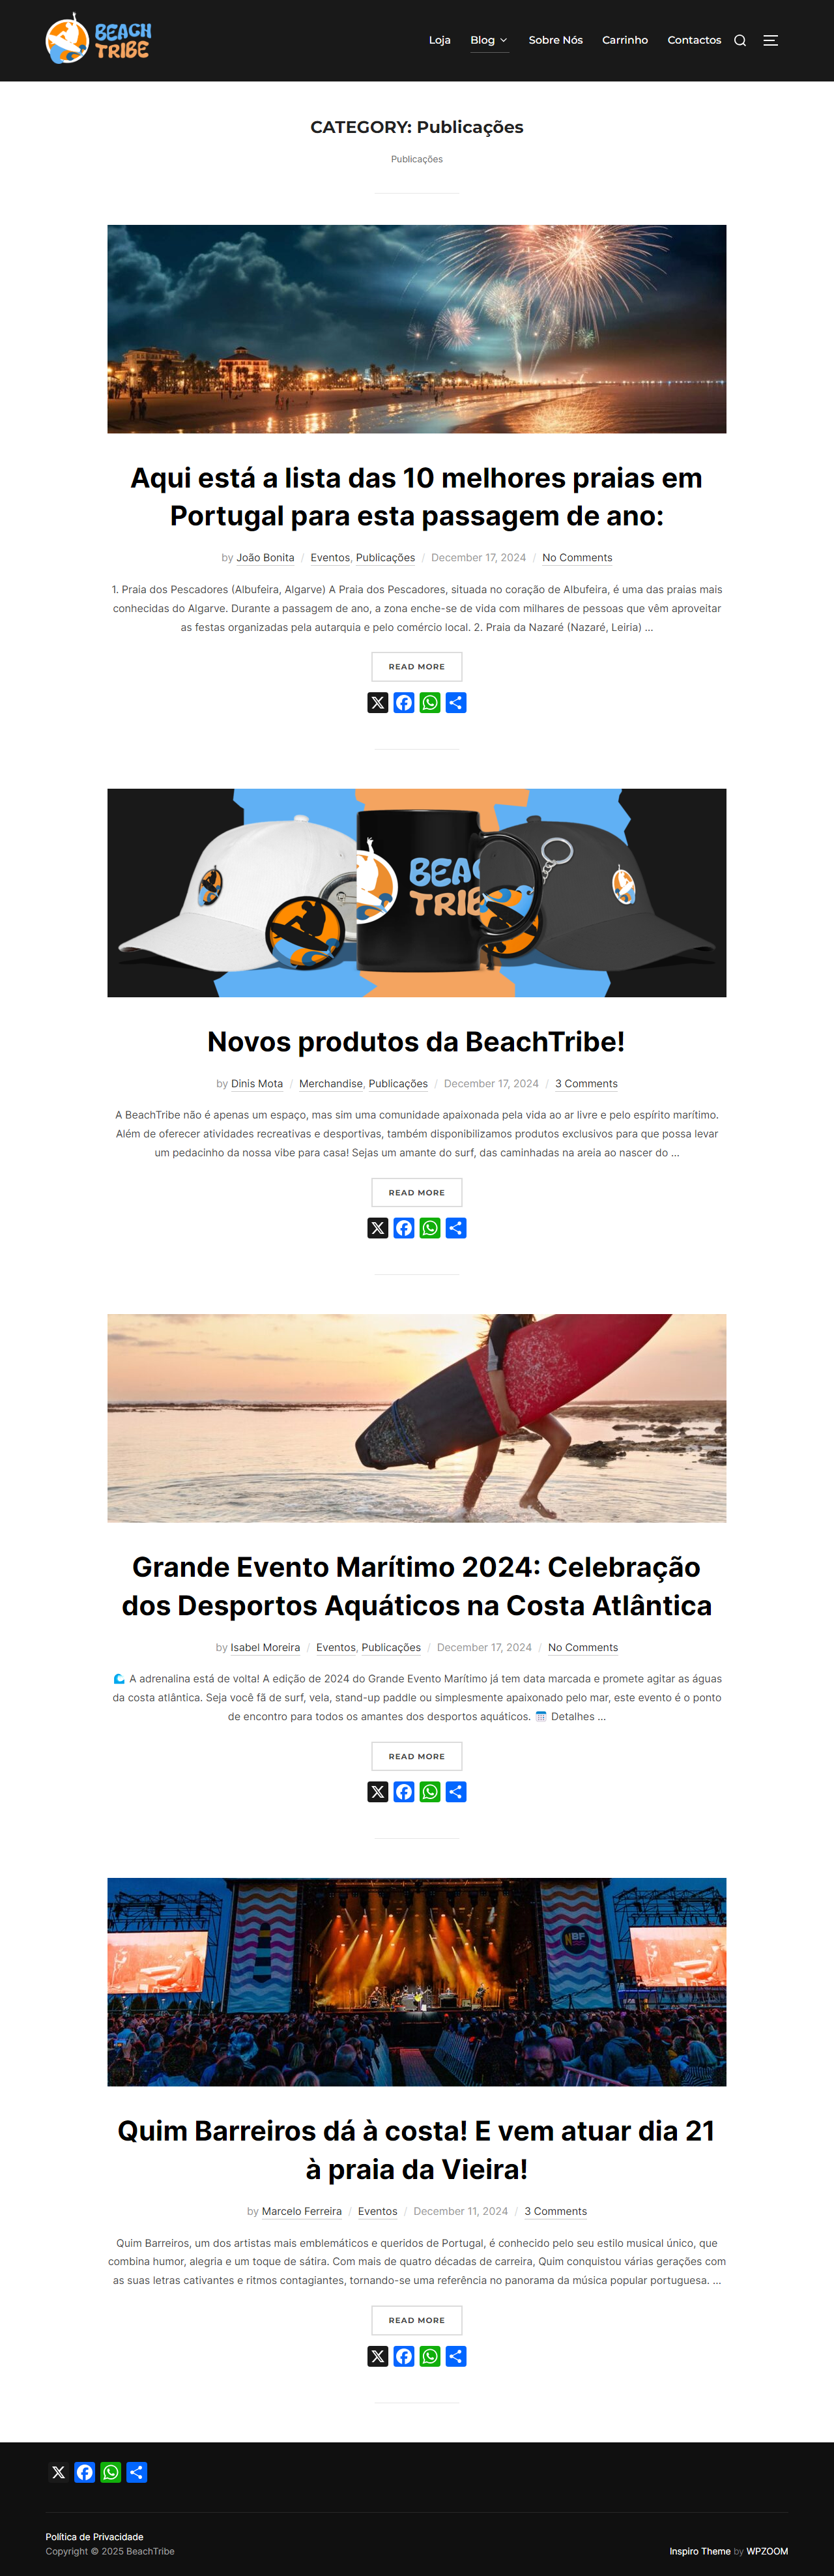 BEACH
TRIBE
Loja Blog Sobre Nós Carrinho Contactos
CATEGORY: Publicações
Publicações
Aqui está a lista das 10 melhores praias em
Portugal para esta passagem de ano:
by João Bonita / Eventos, Publicações / December 17, 2024 / No Comments
1. Praia dos Pescadores (Albufeira, Algarve) A Praia dos Pescadores, situada no coração de Albufeira, é uma das praias mais
conhecidas do Algarve. Durante a passagem de ano, a zona enche-se de vida com milhares de pessoas que vêm aproveitar
as festas organizadas pela autarquia e pelo comércio local. 2. Praia da Nazaré (Nazaré, Leiria) …
READ MORE
BEAC
TRIBE
Novos produtos da BeachTribe!
by Dinis Mota / Merchandise, Publicações / December 17, 2024 / 3 Comments
A BeachTribe não é apenas um espaço, mas sim uma comunidade apaixonada pela vida ao ar livre e pelo espírito marítimo.
Além de oferecer atividades recreativas e desportivas, também disponibilizamos produtos exclusivos para que possa levar
um pedacinho da nossa vibe para casa! Sejas um amante do surf, das caminhadas na areia ao nascer do …
READ MORE
Grande Evento Marítimo 2024: Celebração
dos Desportos Aquáticos na Costa Atlântica
by Isabel Moreira / Eventos, Publicações / December 17, 2024 / No Comments
🌊 A adrenalina está de volta! A edição de 2024 do Grande Evento Marítimo já tem data marcada e promete agitar as águas
da costa atlântica. Seja você fã de surf, vela, stand-up paddle ou simplesmente apaixonado pelo mar, este evento é o ponto
de encontro para todos os amantes dos desportos aquáticos. 🗓️ Detalhes …
READ MORE
NBF
Quim Barreiros dá à costa! E vem atuar dia 21
à praia da Vieira!
by Marcelo Ferreira / Eventos / December 11, 2024 / 3 Comments
Quim Barreiros, um dos artistas mais emblemáticos e queridos de Portugal, é conhecido pelo seu estilo musical único, que
combina humor, alegria e um toque de sátira. Com mais de quatro décadas de carreira, Quim conquistou várias gerações com
as suas letras cativantes e ritmos contagiantes, tornando-se uma referência no panorama da música popular portuguesa. …
READ MORE
Política de Privacidade
Copyright © 2025 BeachTribe
Inspiro Theme by WPZOOM